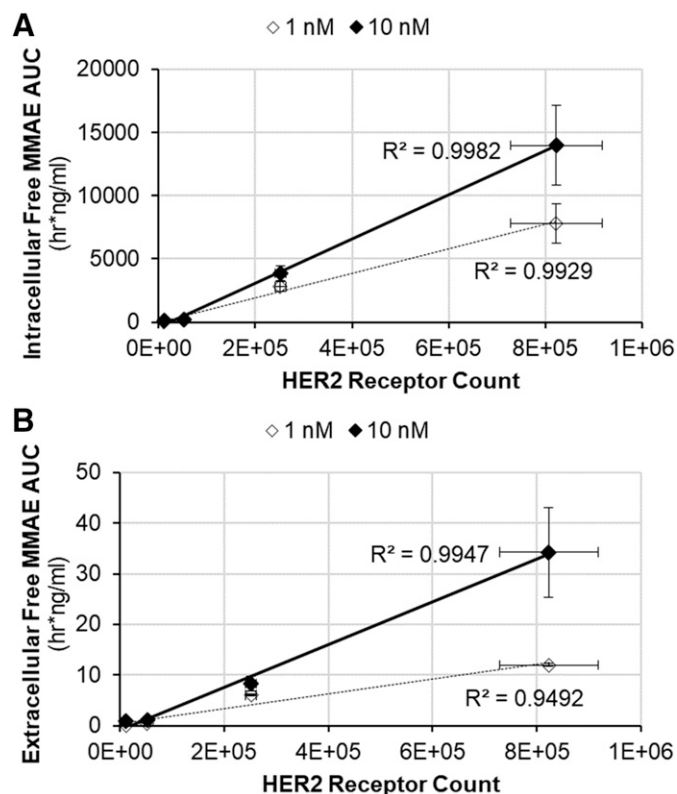 A
◇ 1 nM ◆ 10 nM
Intracellular Free MMAE AUC
(hr*ng/ml)
20000
15000
10000
5000
0
R² = 0.9982
R² = 0.9929
0E+00 2E+05 4E+05 6E+05 8E+05 1E+06
HER2 Receptor Count
B
◇ 1 nM ◆ 10 nM
Extracellular Free MMAE AUC
(hr*ng/ml)
50
40
30
20
10
0
R² = 0.9947
R² = 0.9492
0E+00 2E+05 4E+05 6E+05 8E+05 1E+06
HER2 Receptor Count